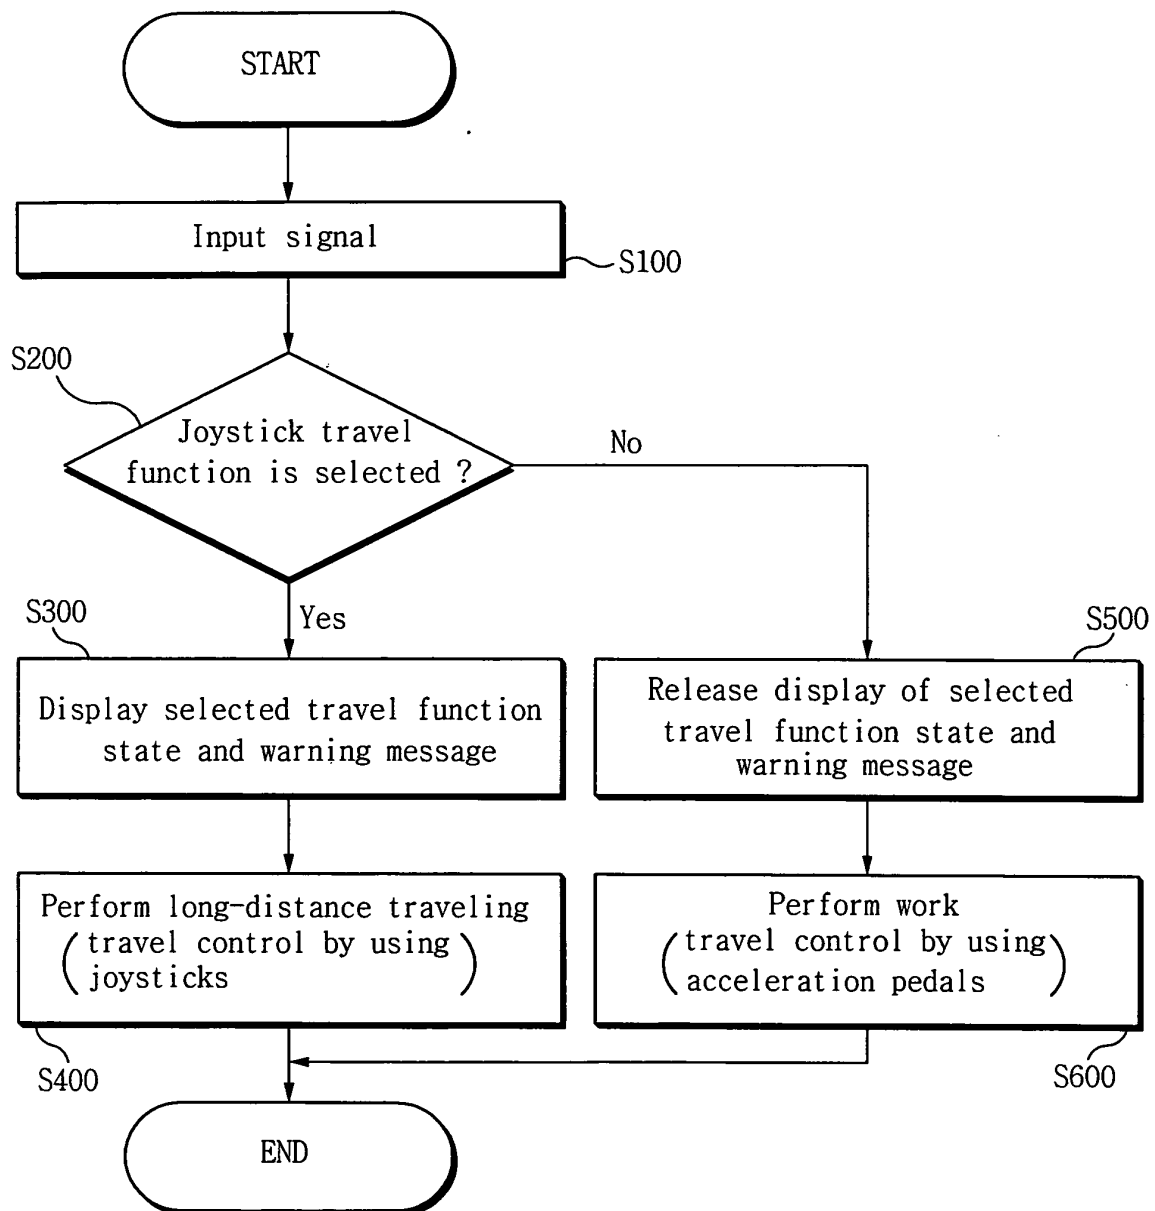 START
Input signal
S100
S200
Joystick travel
function is selected ?
No
Yes
S300
Display selected travel function
state and warning message
S500
Release display of selected
travel function state and
warning message
Perform long-distance traveling
(travel control by using
joysticks)
S400
Perform work
(travel control by using
acceleration pedals)
S600
END